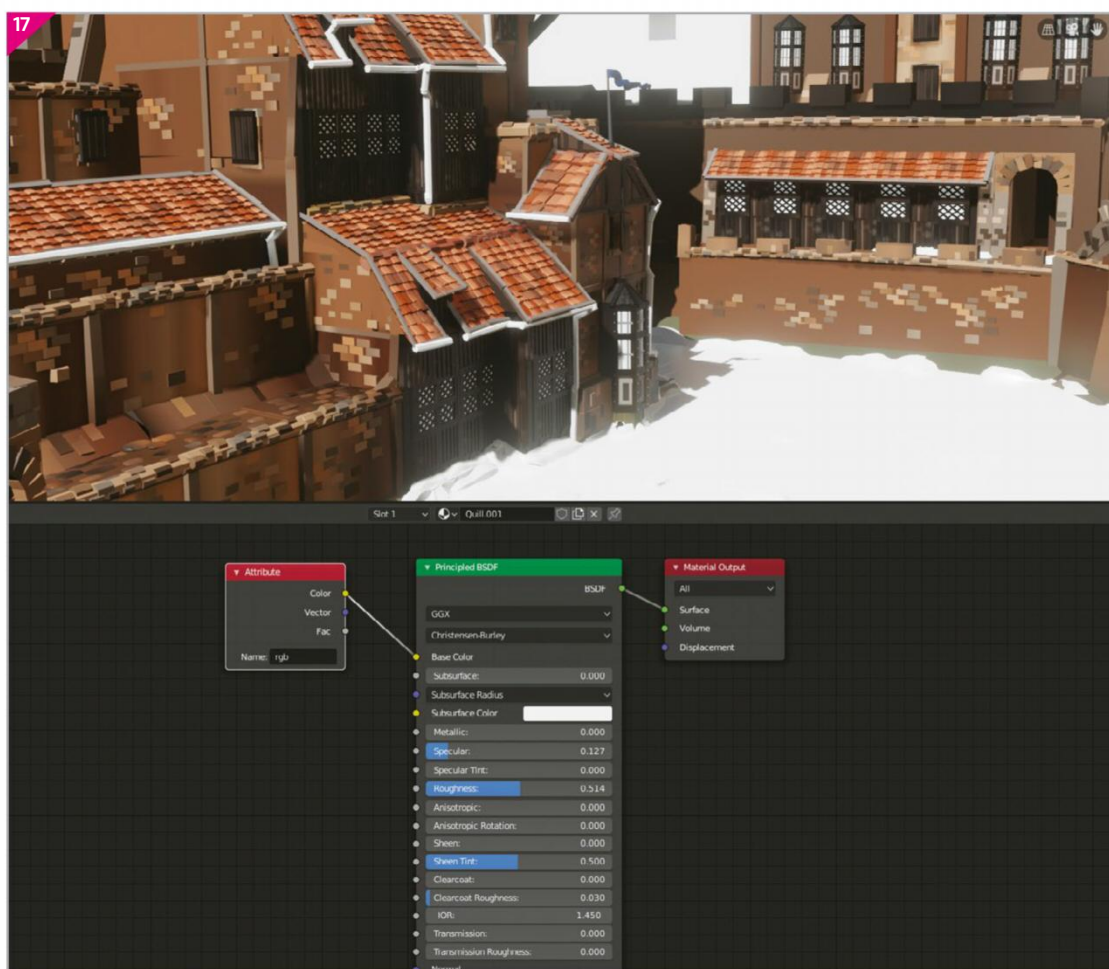 17
Slot 1
Quill.001
Attribute
Color
Vector
Fac
Name: rgb
Principled BSDF
BSDF
GGX
Christensen-Burley
Base Color
Subsurface: 0.000
Subsurface Radius
Subsurface Color
Metallic: 0.000
Specular: 0.127
Specular Tint: 0.000
Roughness: 0.514
Anisotropic: 0.000
Anisotropic Rotation: 0.000
Sheen: 0.000
Sheen Tint: 0.500
Clearcoat: 0.000
Clearcoat Roughness: 0.030
IOR: 1.450
Transmission: 0.000
Transmission Roughness: 0.000
Normal
Material Output
All
Surface
Volume
Displacement